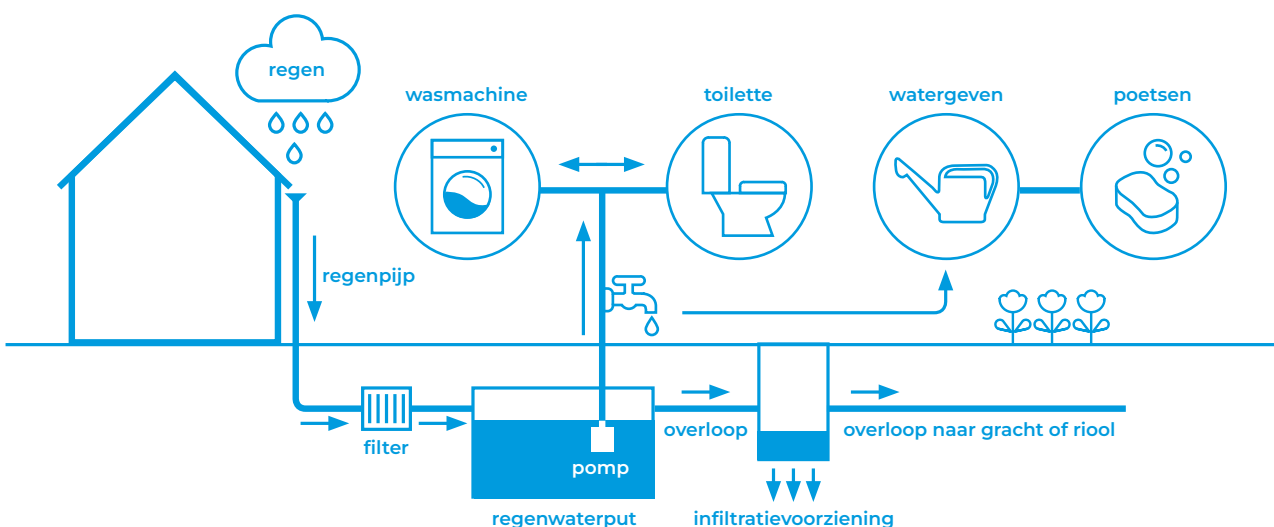 regen
wasmachine
toilette
watergeven
poetsen
regenpijp
filter
pomp
overloop
overloop naar gracht of riool
regenwaterput
infiltratievoorziening